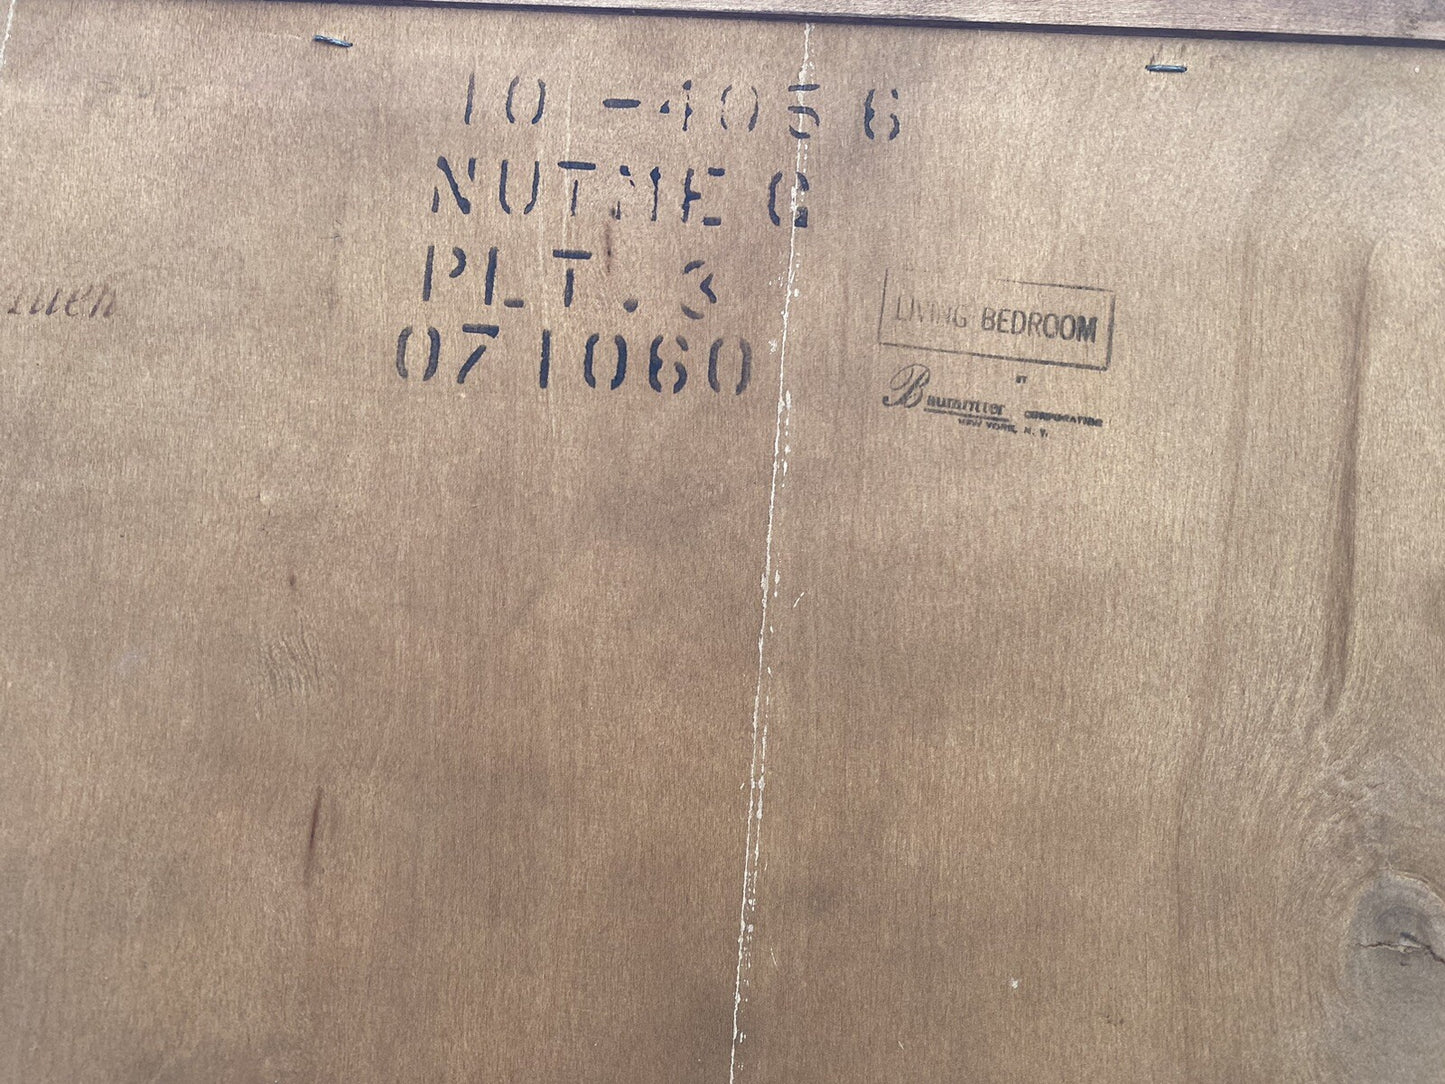 10-4056
NUTMEG
PLT. 3
071060
LIVING BEDROOM
BY
Baumritter CORPORATION
NEW YORK, N. Y.